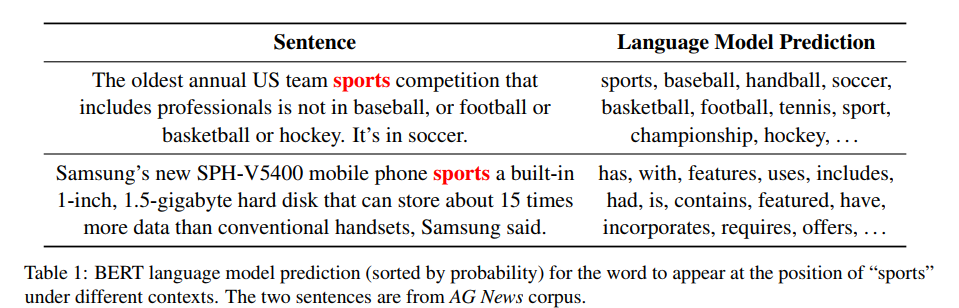 Sentence
Language Model Prediction
The oldest annual US team sports competition that
includes professionals is not in baseball, or football or
basketball or hockey. It's in soccer.
sports, baseball, handball, soccer,
basketball, football, tennis, sport,
championship, hockey, ...
Samsung's new SPH-V5400 mobile phone sports a built-in
1-inch, 1.5-gigabyte hard disk that can store about 15 times
more data than conventional handsets, Samsung said.
has, with, features, uses, includes,
had, is, contains, featured, have,
incorporates, requires, offers, ...
Table 1: BERT language model prediction (sorted by probability) for the word to appear at the position of “sports”
under different contexts. The two sentences are from AG News corpus.